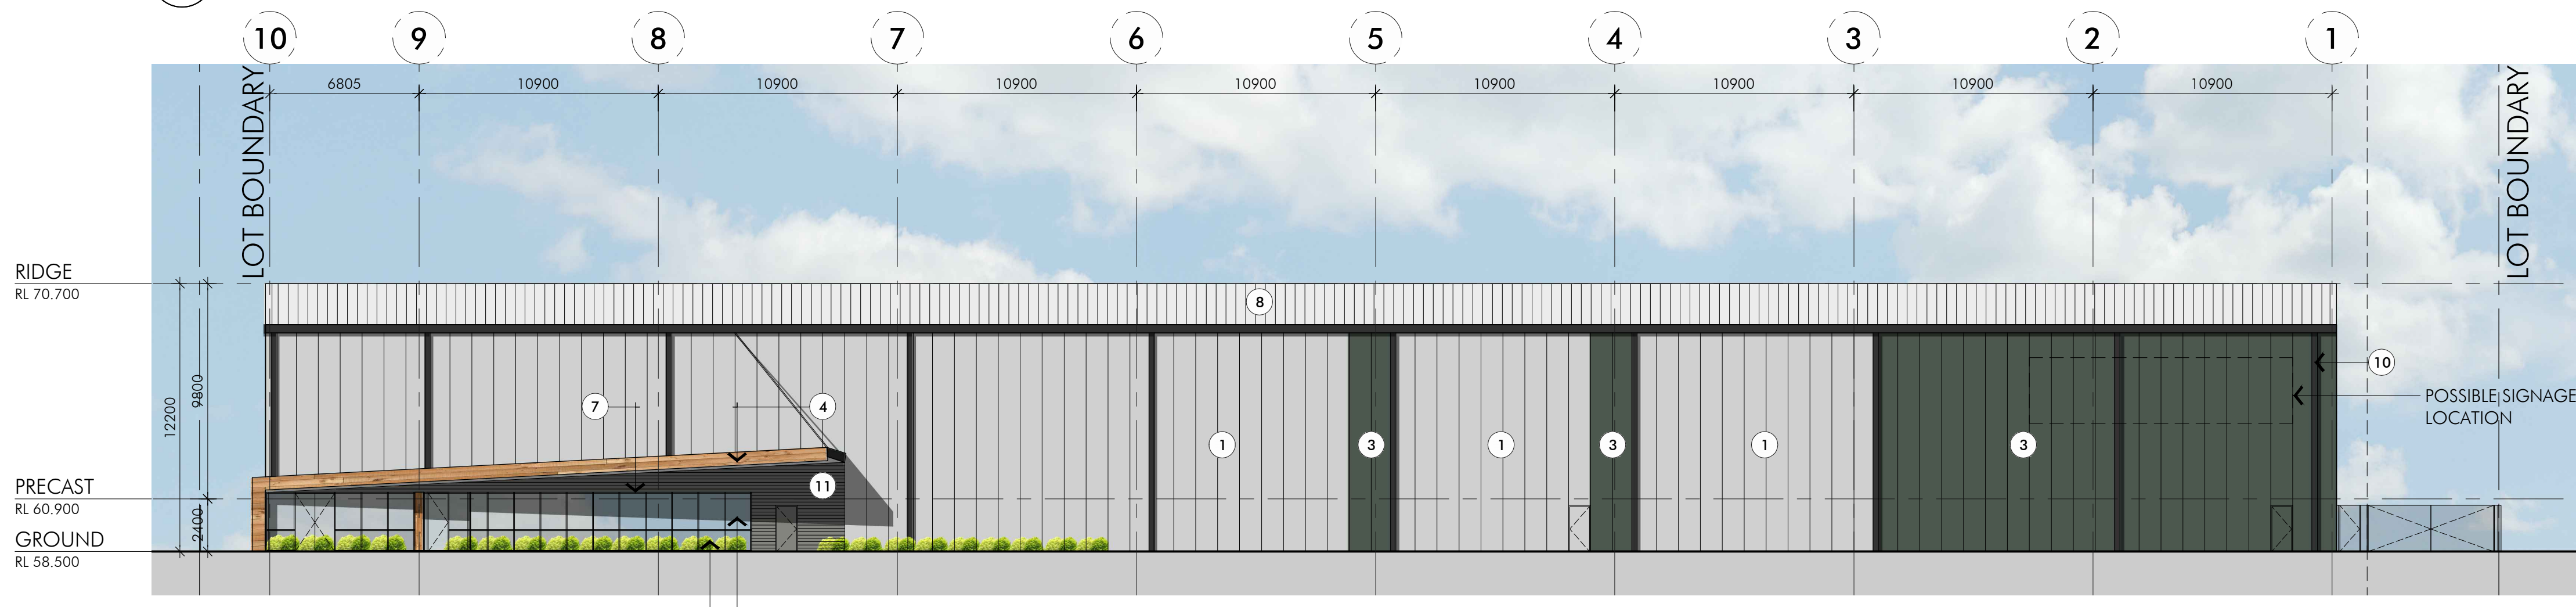 10 9 8 7 6 5 4 3 2 1
6805 10900 10900 10900 10900 10900 10900 10900 10900
LOT BOUNDARY
LOT BOUNDARY
RIDGE
RL 70.700
8
12200
9800
10
7
4
POSSIBLE SIGNAGE
LOCATION
1 3 1 3 1 3
11
PRECAST
RL 60.900
2400
GROUND
RL 58.500